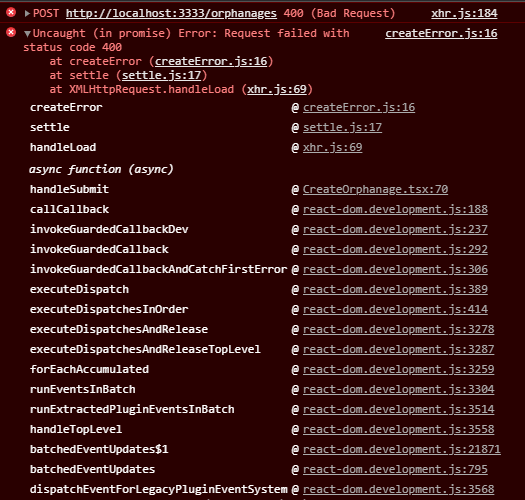 POST http://localhost:3333/orphanages 400 (Bad Request) xhr.js:184
Uncaught (in promise) Error: Request failed with createError.js:16
status code 400
at createError (createError.js:16)
at settle (settle.js:17)
at XMLHttpRequest.handleLoad (xhr.js:69)
createError @ createError.js:16
settle @ settle.js:17
handleLoad @ xhr.js:69
async function (async)
handleSubmit @ CreateOrphanage.tsx:70
callCallback @ react-dom.development.js:188
invokeGuardedCallbackDev @ react-dom.development.js:237
invokeGuardedCallback @ react-dom.development.js:292
invokeGuardedCallbackAndCatchFirstError @ react-dom.development.js:306
executeDispatch @ react-dom.development.js:389
executeDispatchesInOrder @ react-dom.development.js:414
executeDispatchesAndRelease @ react-dom.development.js:3278
executeDispatchesAndReleaseTopLevel @ react-dom.development.js:3287
forEachAccumulated @ react-dom.development.js:3259
runEventsInBatch @ react-dom.development.js:3304
runExtractedPluginEventsInBatch @ react-dom.development.js:3514
handleTopLevel @ react-dom.development.js:3558
batchedEventUpdates$1 @ react-dom.development.js:21871
batchedEventUpdates @ react-dom.development.js:795
dispatchEventForLegacyPluginEventSystem @ react-dom.development.js:3568